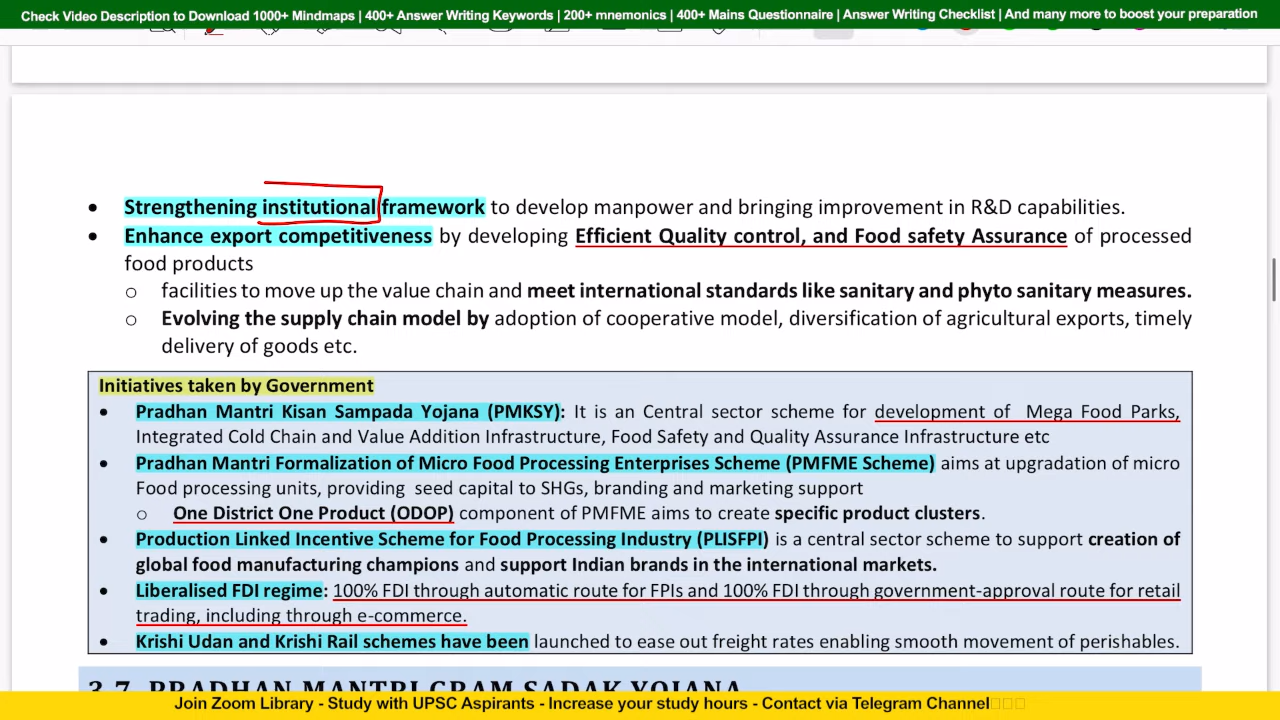 Check Video Description to Download 1000+ Mindmaps | 400+ Answer Writing Keywords | 200+ mnemonics | 400+ Mains Questionnaire | Answer Writing Checklist | And many more to boost your preparation
• Strengthening institutional framework to develop manpower and bringing improvement in R&D capabilities.
• Enhance export competitiveness by developing Efficient Quality control, and Food safety Assurance of processed
food products
o facilities to move up the value chain and meet international standards like sanitary and phyto sanitary measures.
o Evolving the supply chain model by adoption of cooperative model, diversification of agricultural exports, timely
delivery of goods etc.
Initiatives taken by Government
• Pradhan Mantri Kisan Sampada Yojana (PMKSY): It is an Central sector scheme for development of Mega Food Parks,
Integrated Cold Chain and Value Addition Infrastructure, Food Safety and Quality Assurance Infrastructure etc
• Pradhan Mantri Formalization of Micro Food Processing Enterprises Scheme (PMFME Scheme) aims at upgradation of micro
Food processing units, providing seed capital to SHGs, branding and marketing support
o One District One Product (ODOP) component of PMFME aims to create specific product clusters.
• Production Linked Incentive Scheme for Food Processing Industry (PLISFPI) is a central sector scheme to support creation of
global food manufacturing champions and support Indian brands in the international markets.
• Liberalised FDI regime: 100% FDI through automatic route for FPIs and 100% FDI through government-approval route for retail
trading, including through e-commerce.
• Krishi Udan and Krishi Rail schemes have been launched to ease out freight rates enabling smooth movement of perishables.
3.7. PRADHAN MANTRI GRAM SADAK YOJANA
Join Zoom Library - Study with UPSC Aspirants - Increase your study hours - Contact via Telegram Channel